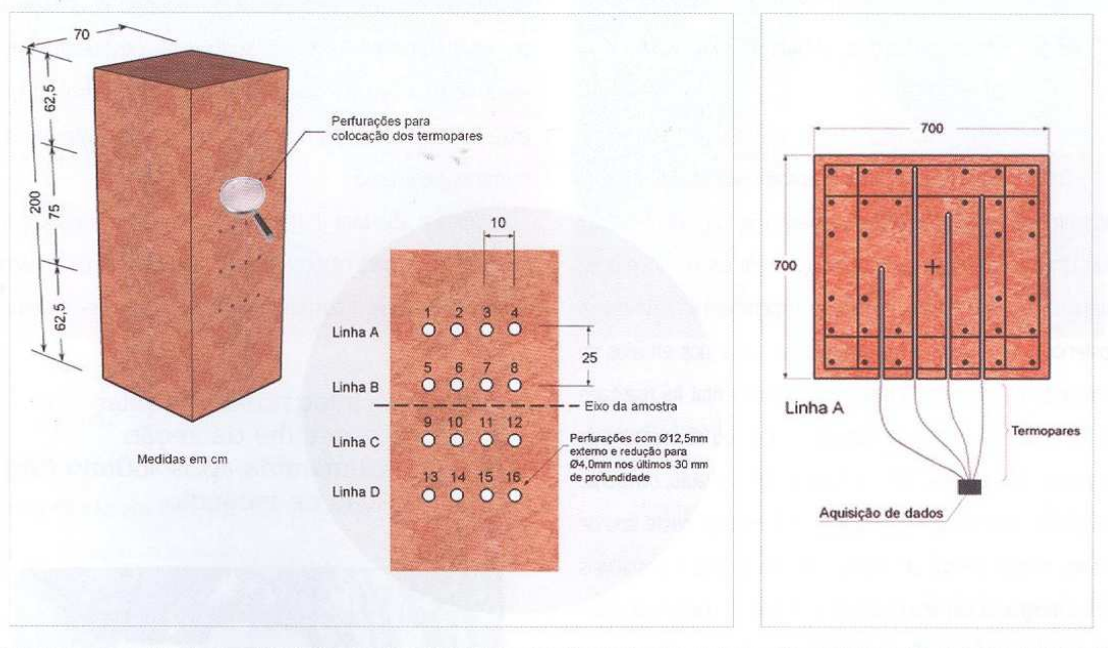 70
62,5
200
75
62,5
Perfurações para
colocação dos termopares
Medidas em cm
10
1 2 3 4
Linha A
25
5 6 7 8
Linha B
Eixo da amostra
9 10 11 12
Linha C
Perfurações com Ø12,5mm
externo e redução para
Ø4,0mm nos últimos 30 mm
de profundidade
13 14 15 16
Linha D
700
700
Linha A
Termopares
Aquisição de dados